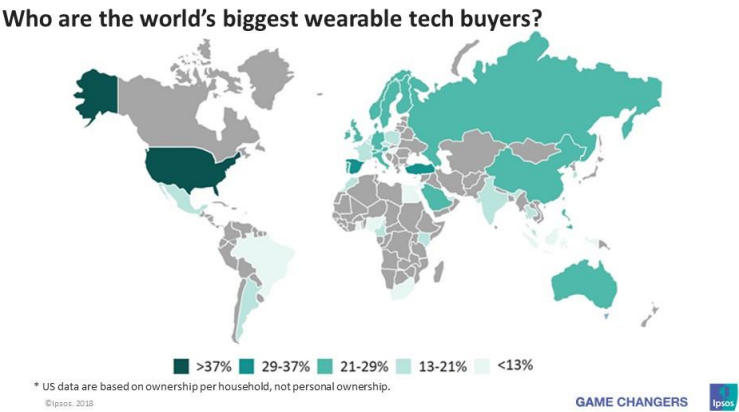 Who are the world’s biggest wearable tech buyers?
>37% 29-37% 21-29% 13-21% <13%
* US data are based on ownership per household, not personal ownership.
©Ipsos. 2018
GAME CHANGERS
Ipsos